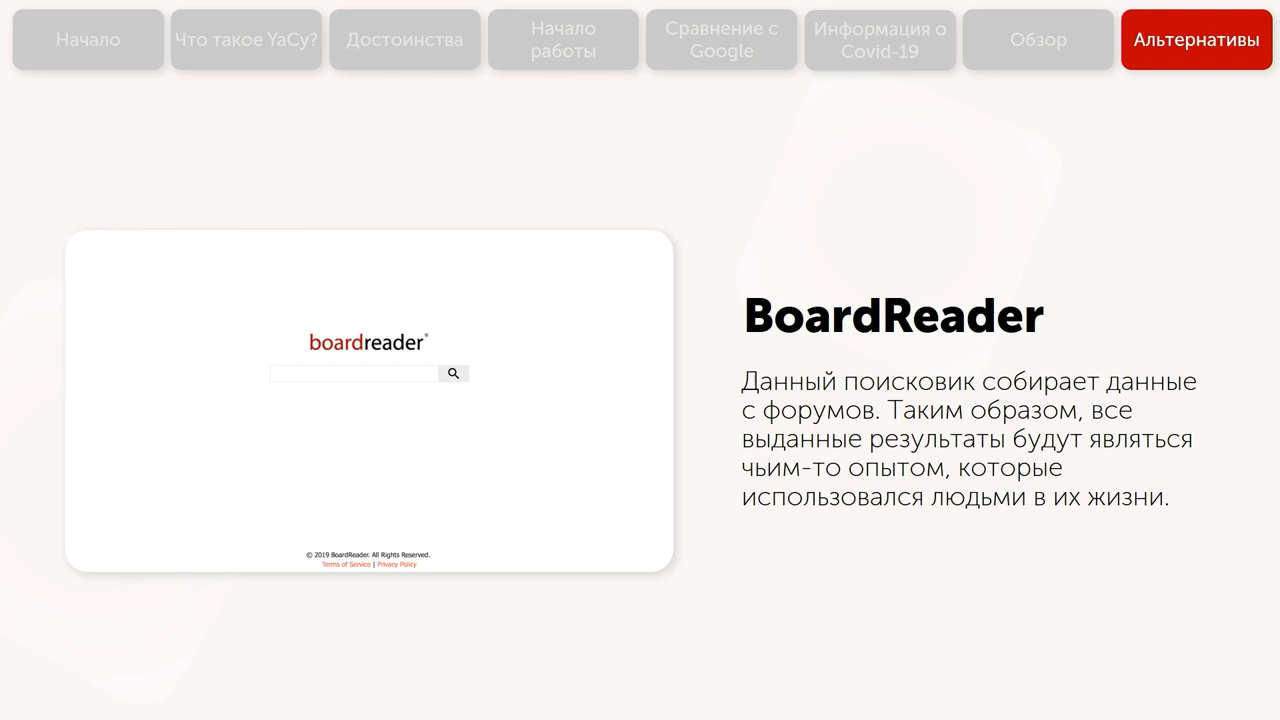 Начало
Что такое YaCy?
Достоинства
Начало
работы
Сравнение с
Google
Информация о
Covid-19
Обзор
Альтернативы
boardreader®
© 2019 BoardReader. All Rights Reserved.
Terms of Service | Privacy Policy
BoardReader
Данный поисковик собирает данные
с форумов. Таким образом, все
выданные результаты будут являться
чьим-то опытом, которые
использовался людьми в их жизни.